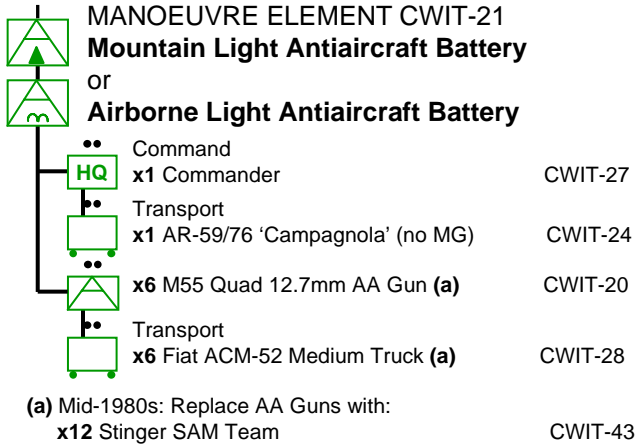 MANOEUVRE ELEMENT CWIT-21
Mountain Light Antiaircraft Battery
or
Airborne Light Antiaircraft Battery
Command
HQ x1 Commander CWIT-27
Transport
x1 AR-59/76 ‘Campagnola’ (no MG) CWIT-24
x6 M55 Quad 12.7mm AA Gun (a) CWIT-20
Transport
x6 Fiat ACM-52 Medium Truck (a) CWIT-28
(a) Mid-1980s: Replace AA Guns with:
x12 Stinger SAM Team CWIT-43